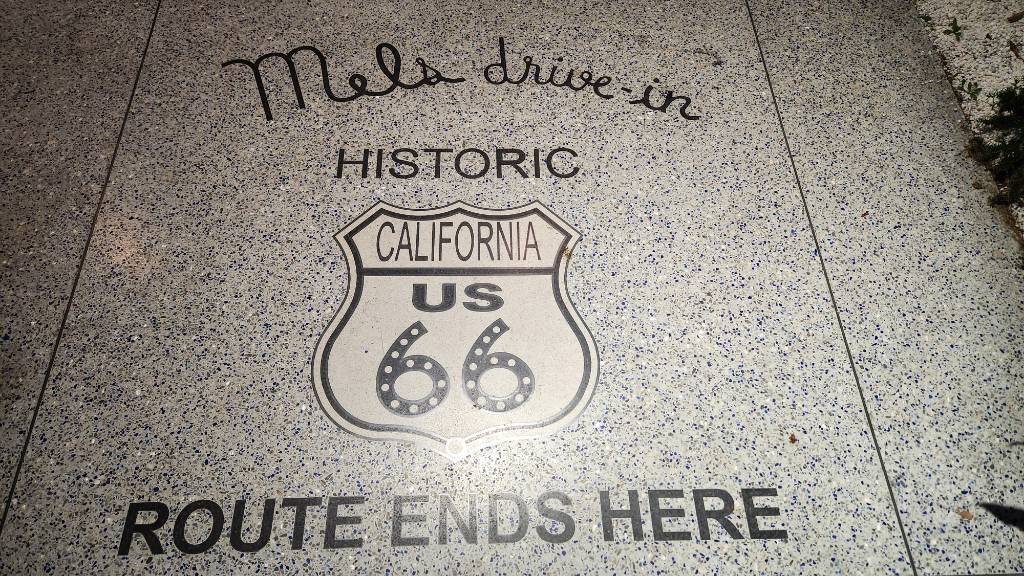 Mels drive-in
HISTORIC
CALIFORNIA
US
66
ROUTE ENDS HERE